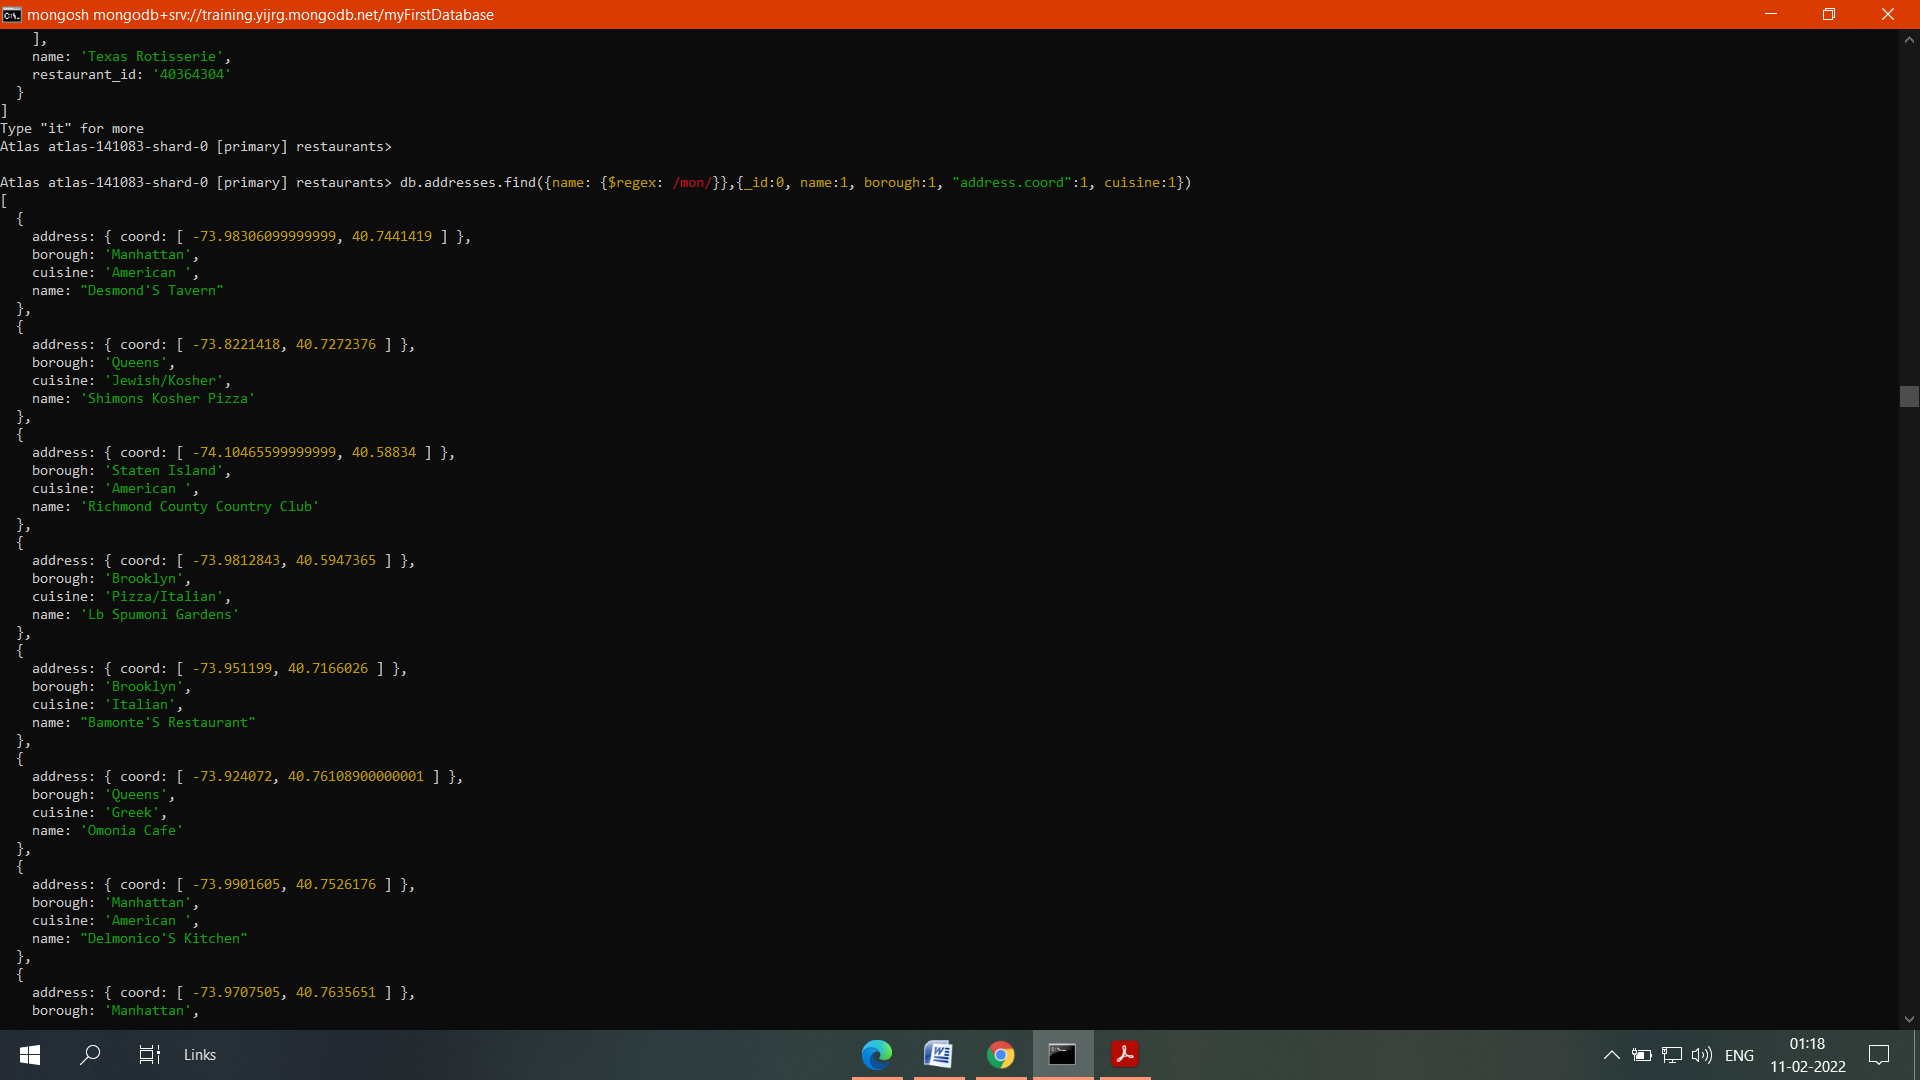 mongosh mongodb+srv://training.yijrg.mongodb.net/myFirstDatabase
    ],
    name: 'Texas Rotisserie',
    restaurant_id: '40364304'
  }
]
Type "it" for more
Atlas atlas-141083-shard-0 [primary] restaurants>
Atlas atlas-141083-shard-0 [primary] restaurants> db.addresses.find({name: {$regex: /mon/}},{_id:0, name:1, borough:1, "address.coord":1, cuisine:1})
[
  {
    address: { coord: [ -73.98306099999999, 40.7441419 ] },
    borough: 'Manhattan',
    cuisine: 'American ',
    name: "Desmond'S Tavern"
  },
  {
    address: { coord: [ -73.8221418, 40.7272376 ] },
    borough: 'Queens',
    cuisine: 'Jewish/Kosher',
    name: 'Shimons Kosher Pizza'
  },
  {
    address: { coord: [ -74.10465599999999, 40.58834 ] },
    borough: 'Staten Island',
    cuisine: 'American ',
    name: 'Richmond County Country Club'
  },
  {
    address: { coord: [ -73.9812843, 40.5947365 ] },
    borough: 'Brooklyn',
    cuisine: 'Pizza/Italian',
    name: 'Lb Spumoni Gardens'
  },
  {
    address: { coord: [ -73.951199, 40.7166026 ] },
    borough: 'Brooklyn',
    cuisine: 'Italian',
    name: "Bamonte'S Restaurant"
  },
  {
    address: { coord: [ -73.924072, 40.76108900000001 ] },
    borough: 'Queens',
    cuisine: 'Greek',
    name: 'Omonia Cafe'
  },
  {
    address: { coord: [ -73.9901605, 40.7526176 ] },
    borough: 'Manhattan',
    cuisine: 'American ',
    name: "Delmonico'S Kitchen"
  },
  {
    address: { coord: [ -73.9707505, 40.7635651 ] },
    borough: 'Manhattan',
Links
ENG
01:18
11-02-2022